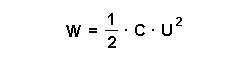 W = 1/2 · C · U²